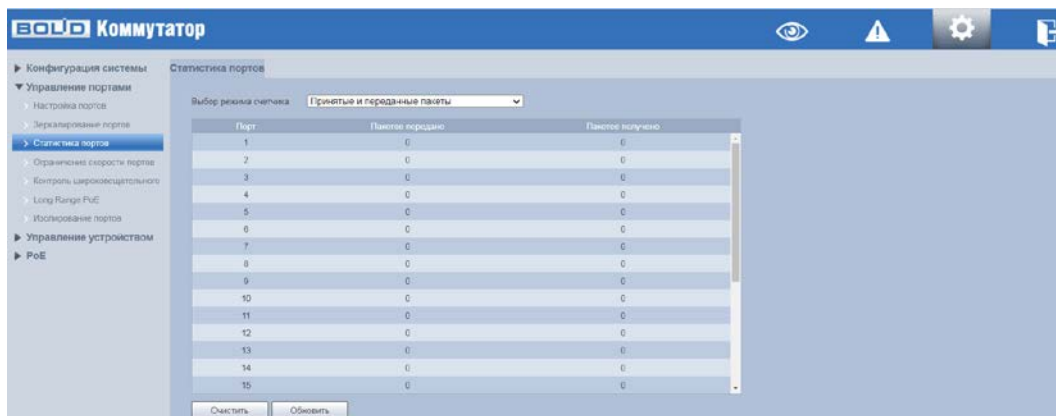 BOLID Коммутатор
Конфигурация системы
Управление портами
Настройка портов
Зеркалирование портов
Статистика портов
Ограничение скорости портов
Контроль широковещательного
Long Range PoE
Изолирование портов
Управление устройством
PoE
Статистика портов
Выбор режима счетчика Принятые и переданные пакеты
Порт Пакетов передано Пакетов получено
1 0 0
2 0 0
3 0 0
4 0 0
5 0 0
6 0 0
7 0 0
8 0 0
9 0 0
10 0 0
11 0 0
12 0 0
13 0 0
14 0 0
15 0 0
Очистить Обновить